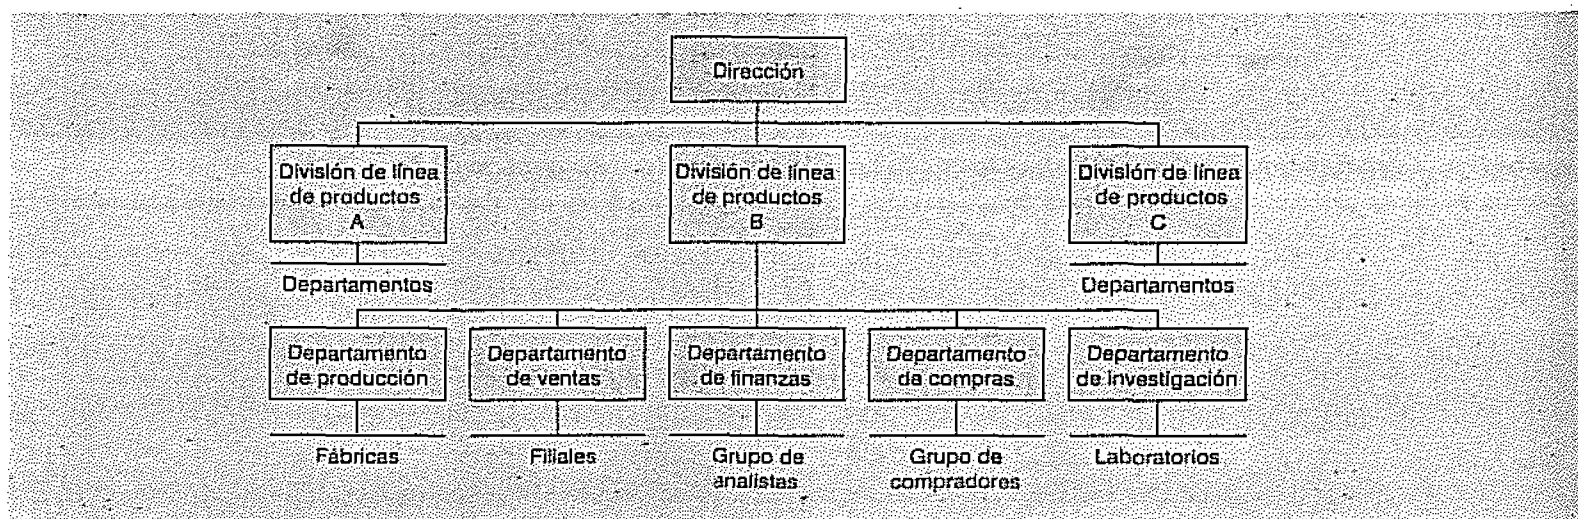 Dirección
División de línea
de productos
A
División de línea
de productos
B
División de línea
de productos
C
Departamentos
Departamentos
Departamento
de producción
Departamento
de ventas
Departamento
de finanzas
Departamento
de compras
Departamento
de investigación
Fábricas
Filiales
Grupo de
analistas
Grupo de
compradores
Laboratorios